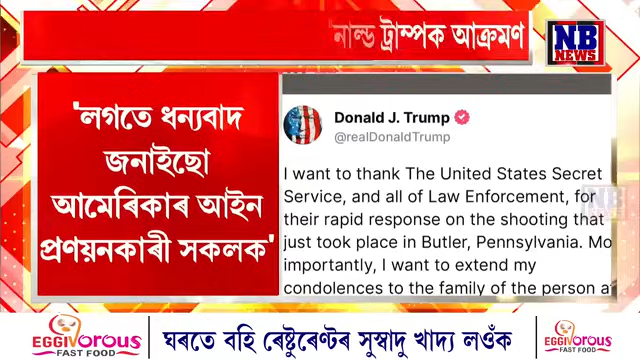 নাল্ড ট্ৰাম্পক আক্ৰমণ
NB
NEWS
'লগতে ধন্যবাদ
জনাইছো
আমেৰিকাৰ আইন
প্ৰণয়নকাৰী সকলক'
Donald J. Trump
@realDonaldTrump
I want to thank The United States Secret
Service, and all of Law Enforcement, for
their rapid response on the shooting that
just took place in Butler, Pennsylvania. Mo
importantly, I want to extend my
condolences to the family of the person a
NB
NEWS
EGGIVOROUS
FAST FOOD
ঘৰতে বহি ৰেষ্টুৰেণ্টৰ সুস্বাদু খাদ্য লওঁক
EGGIVOROUS
FAST FOOD